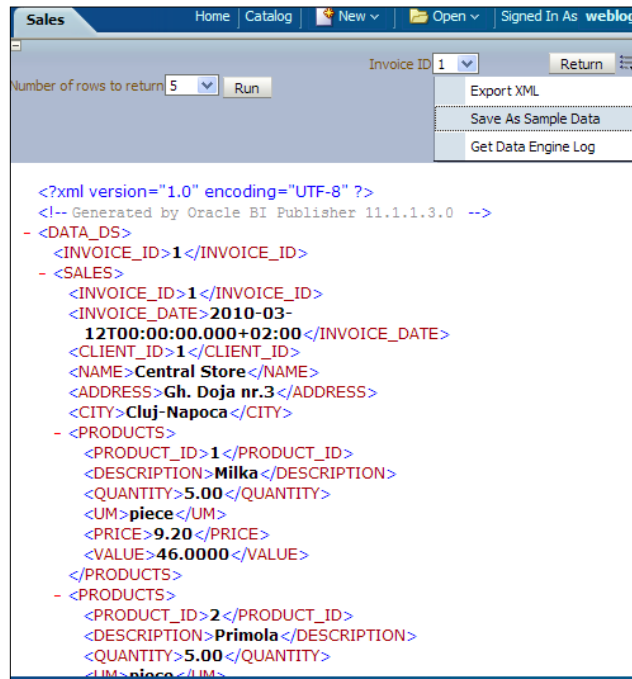 Sales Home Catalog New Open Signed In As weblog
Invoice ID 1 Return
Number of rows to return 5 Run
Export XML
Save As Sample Data
Get Data Engine Log
<?xml version="1.0" encoding="UTF-8" ?>
<!-- Generated by Oracle BI Publisher 11.1.1.3.0 -->
- <DATA_DS>
<INVOICE_ID>1</INVOICE_ID>
- <SALES>
<INVOICE_ID>1</INVOICE_ID>
<INVOICE_DATE>2010-03-
12T00:00:00.000+02:00</INVOICE_DATE>
<CLIENT_ID>1</CLIENT_ID>
<NAME>Central Store</NAME>
<ADDRESS>Gh. Doja nr.3</ADDRESS>
<CITY>Cluj-Napoca</CITY>
- <PRODUCTS>
<PRODUCT_ID>1</PRODUCT_ID>
<DESCRIPTION>Milka</DESCRIPTION>
<QUANTITY>5.00</QUANTITY>
<UM>piece</UM>
<PRICE>9.20</PRICE>
<VALUE>46.0000</VALUE>
</PRODUCTS>
- <PRODUCTS>
<PRODUCT_ID>2</PRODUCT_ID>
<DESCRIPTION>Primola</DESCRIPTION>
<QUANTITY>5.00</QUANTITY>
<UM>piece</UM>